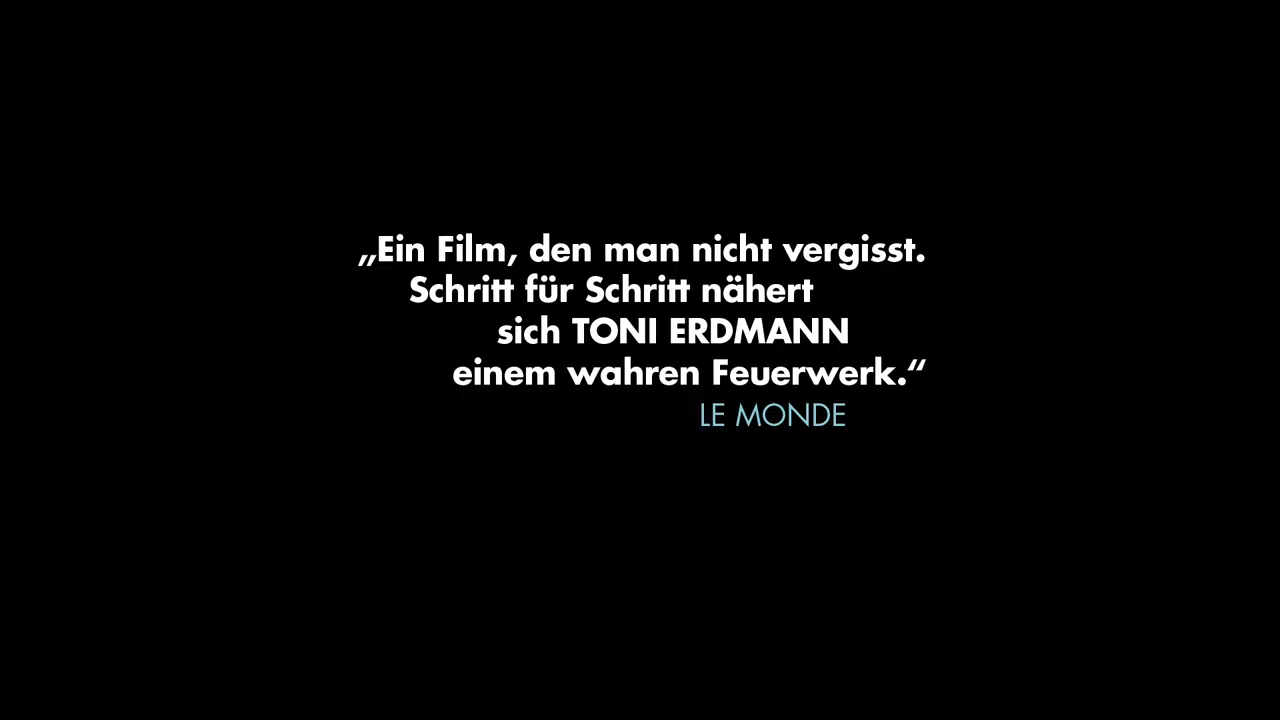 „Ein Film, den man nicht vergisst.
Schritt für Schritt nähert
sich TONI ERDMANN
einem wahren Feuerwerk.“
LE MONDE